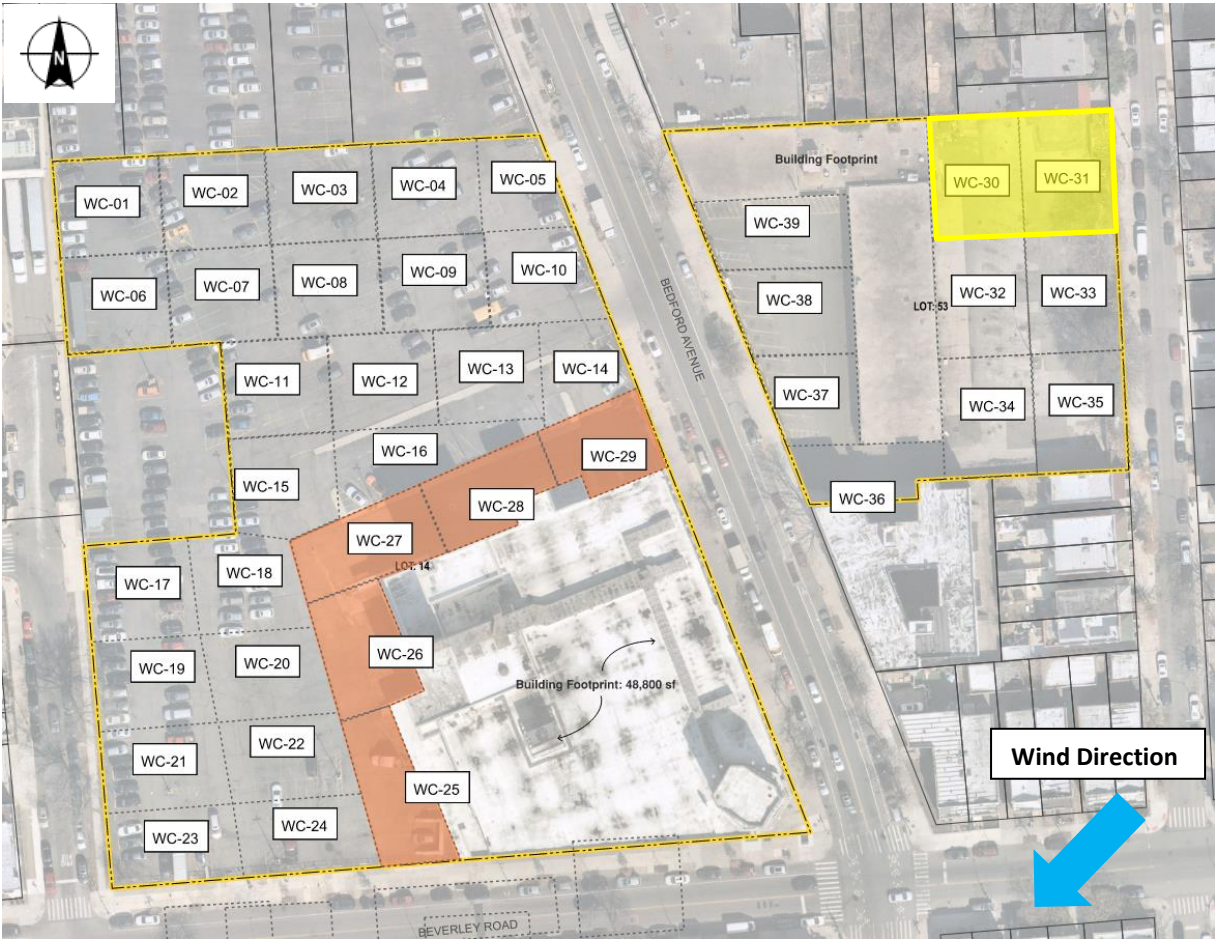 N
Building Footprint
WC-01
WC-02
WC-03
WC-04
WC-05
WC-30
WC-31
WC-39
WC-06
WC-07
WC-08
WC-09
WC-10
WC-38
LOT: 53
WC-32
WC-33
BEDFORD AVENUE
WC-11
WC-12
WC-13
WC-14
WC-37
WC-34
WC-35
WC-15
WC-16
WC-29
WC-28
WC-36
WC-27
LOT: 14
WC-17
WC-18
WC-19
WC-20
WC-26
Building Footprint: 48,800 sf
WC-21
WC-22
WC-25
Wind Direction
WC-23
WC-24
BEVERLEY ROAD